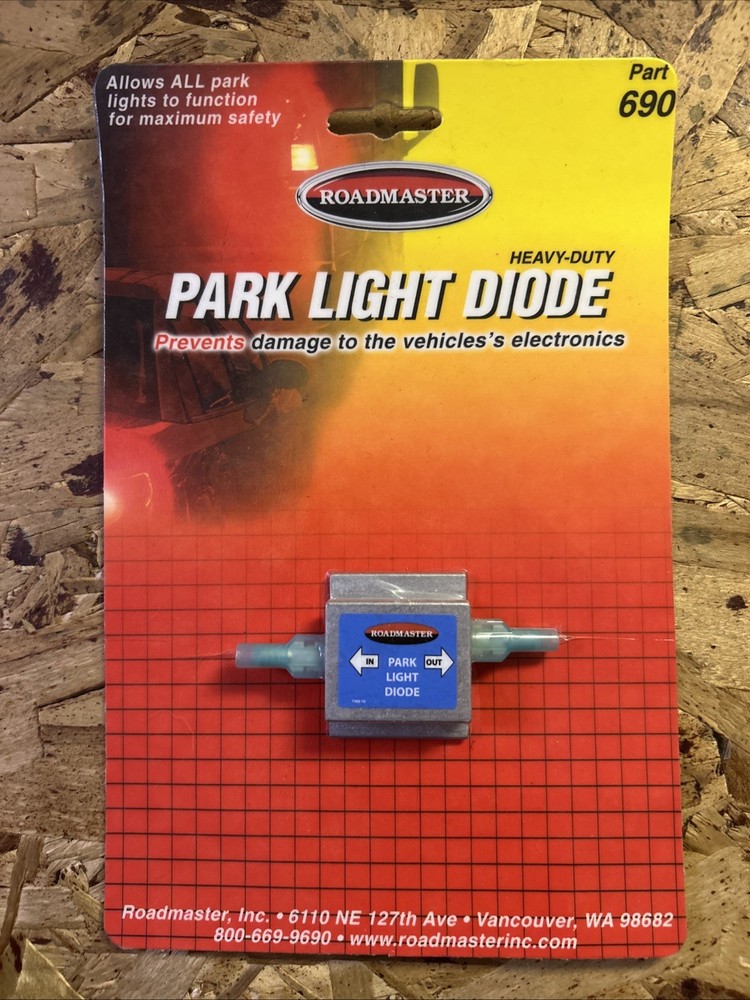 Allows ALL park
lights to function
for maximum safety
Part
690
ROADMASTER
HEAVY-DUTY
PARK LIGHT DIODE
Prevents damage to the vehicles's electronics
ROADMASTER
IN
PARK
OUT
LIGHT
DIODE
Roadmaster, Inc. • 6110 NE 127th Ave • Vancouver, WA 98682
800-669-9690 • www.roadmasterinc.com